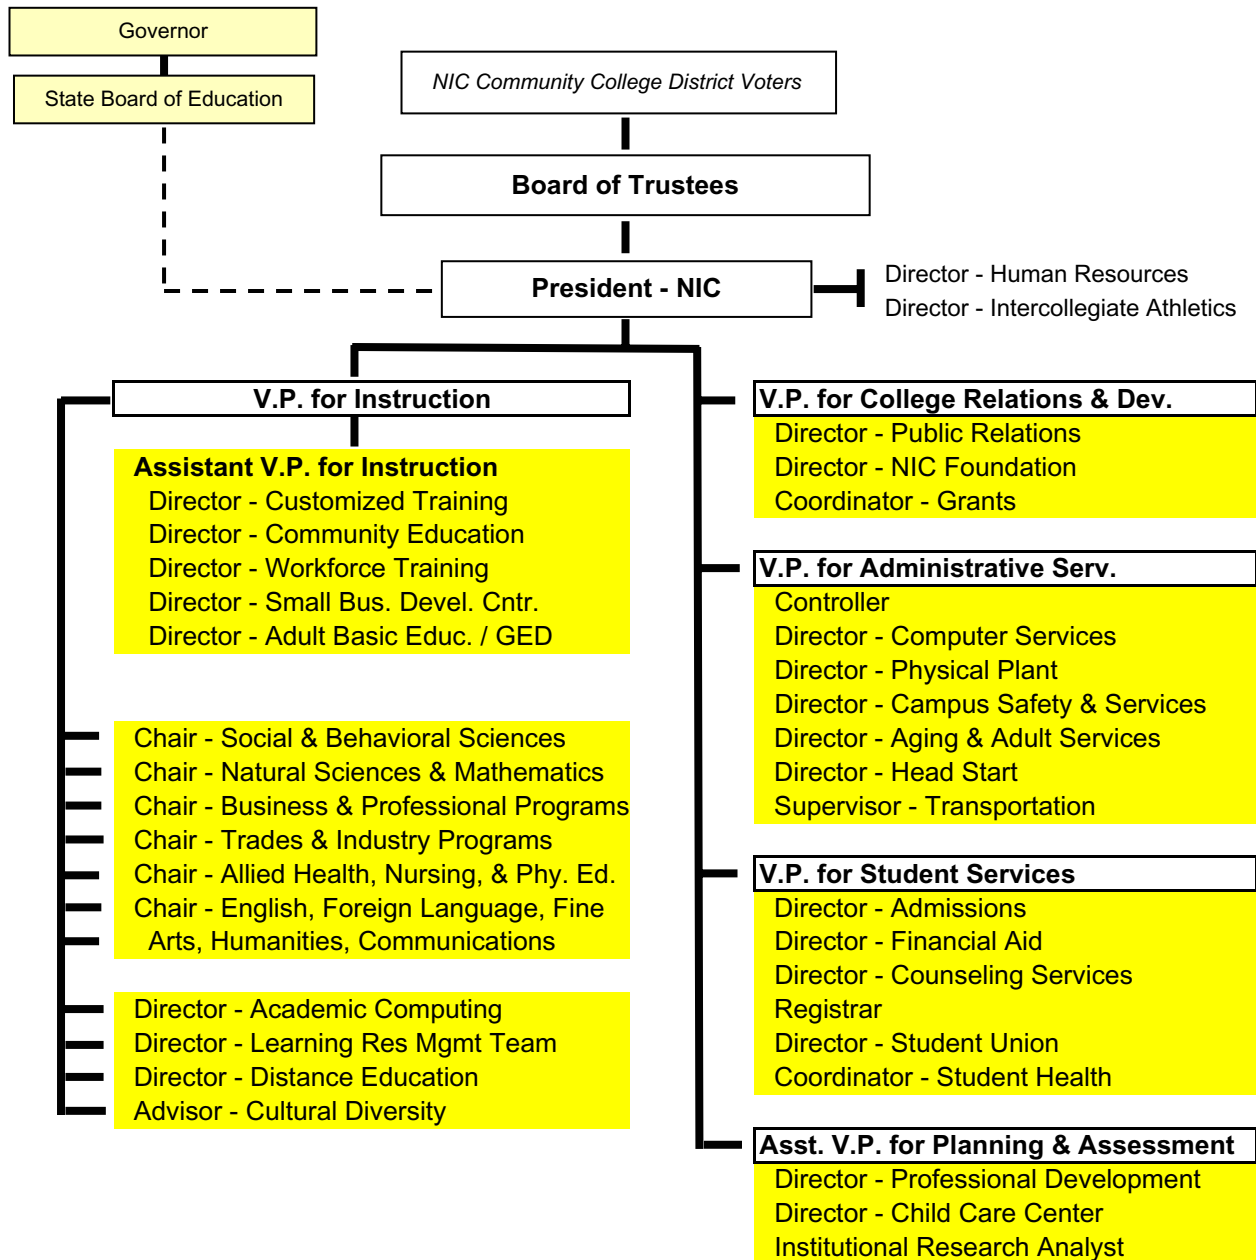 Governor
State Board of Education
NIC Community College District Voters
Board of Trustees
President - NIC
Director - Human Resources
Director - Intercollegiate Athletics
V.P. for Instruction
Assistant V.P. for Instruction
Director - Customized Training
Director - Community Education
Director - Workforce Training
Director - Small Bus. Devel. Cntr.
Director - Adult Basic Educ. / GED
Chair - Social & Behavioral Sciences
Chair - Natural Sciences & Mathematics
Chair - Business & Professional Programs
Chair - Trades & Industry Programs
Chair - Allied Health, Nursing, & Phy. Ed.
Chair - English, Foreign Language, Fine
Arts, Humanities, Communications
Director - Academic Computing
Director - Learning Res Mgmt Team
Director - Distance Education
Advisor - Cultural Diversity
V.P. for College Relations & Dev.
Director - Public Relations
Director - NIC Foundation
Coordinator - Grants
V.P. for Administrative Serv.
Controller
Director - Computer Services
Director - Physical Plant
Director - Campus Safety & Services
Director - Aging & Adult Services
Director - Head Start
Supervisor - Transportation
V.P. for Student Services
Director - Admissions
Director - Financial Aid
Director - Counseling Services
Registrar
Director - Student Union
Coordinator - Student Health
Asst. V.P. for Planning & Assessment
Director - Professional Development
Director - Child Care Center
Institutional Research Analyst